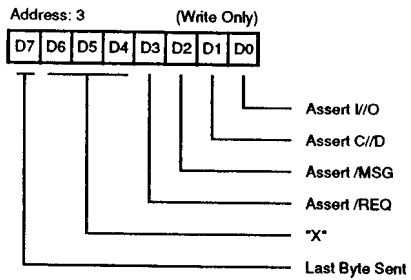 Address: 3 (Write Only)
D7 D6 D5 D4 D3 D2 D1 D0
Assert I//O
Assert C//D
Assert /MSG
Assert /REQ
"X"
Last Byte Sent